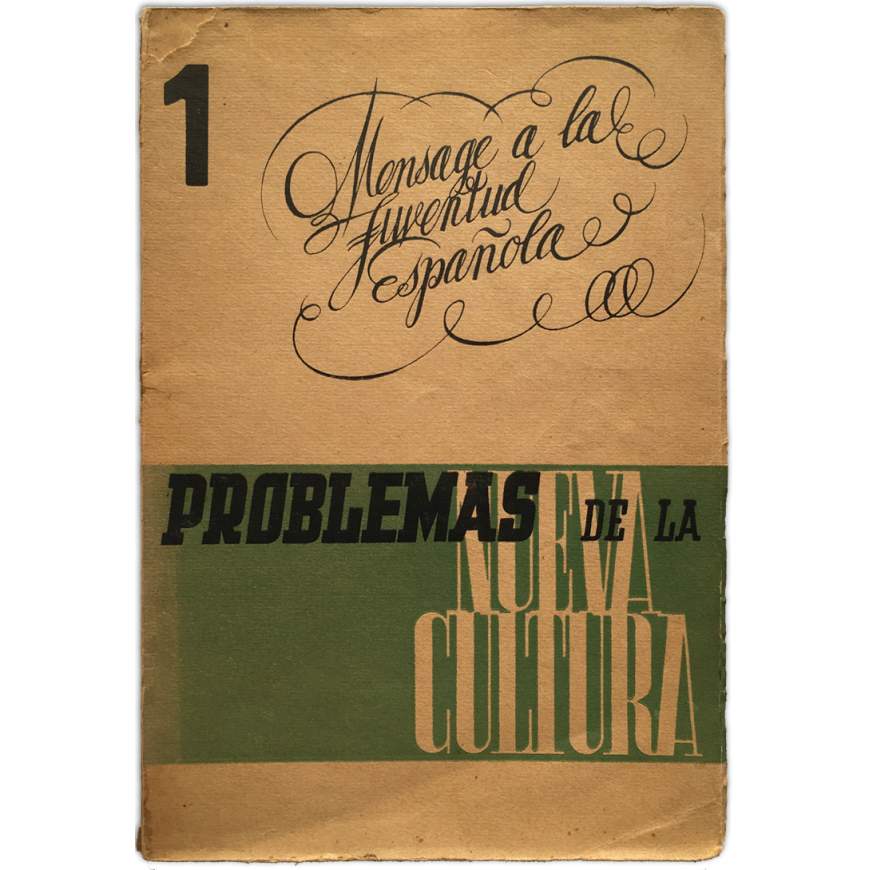 1
Mensage a la
Juventud
Española
PROBLEMAS DE LA
NUEVA
CULTURA